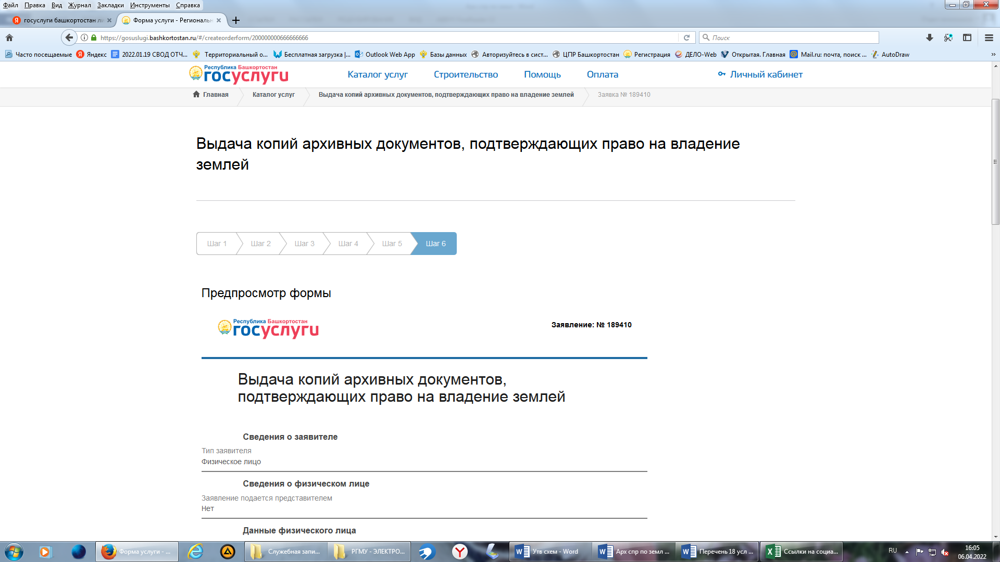 Файл Правка Вид Журнал Закладки Инструменты Справка
госуслуги башкортостан ли
Форма услуги - Региональн
https://gosuslugi.bashkortostan.ru/#/createorderform/200000000666666666
Поиск
Часто посещаемые Яндекс 2022.01.19 СВОД ОТЧ... Территориальный о... Бесплатная загрузка |... Outlook Web App Базы данных Авторизуйтесь в сист... ЦПР Башкортостан Регистрация ДЕЛО-Web Открытая. Главная Mail.ru: почта, поиск ... AutoDraw
Республика Башкортостан
госуслуги
Каталог услуг Строительство Помощь Оплата Личный кабинет
Главная Каталог услуг Выдача копий архивных документов, подтверждающих право на владение землей Заявка № 189410
Выдача копий архивных документов, подтверждающих право на владение
землей
Шаг 1 Шаг 2 Шаг 3 Шаг 4 Шаг 5 Шаг 6
Предпросмотр формы
Республика Башкортостан
госуслуги
Заявление: № 189410
Выдача копий архивных документов,
подтверждающих право на владение землей
Сведения о заявителе
Тип заявителя
Физическое лицо
Сведения о физическом лице
Заявление подается представителем
Нет
Данные физического лица
Форма услуги - ... Служебная запи... РГМУ - ЭЛЕКТРО... Утв схем - Word Арх спр по земл ... Перечень 18 усл ... Ссылки на социа...
RU
16:05
06.04.2022